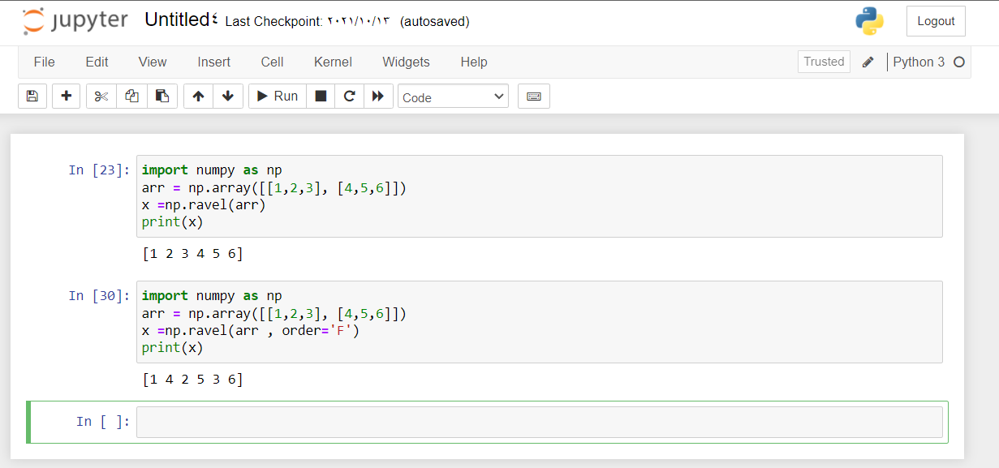 jupyter Untitled٤ Last Checkpoint: ٢٠٢١/١٠/١٣ (autosaved) Logout
File Edit View Insert Cell Kernel Widgets Help Trusted Python 3
Run Code
In [23]: import numpy as np
arr = np.array([[1,2,3], [4,5,6]])
x =np.ravel(arr)
print(x)
[1 2 3 4 5 6]
In [30]: import numpy as np
arr = np.array([[1,2,3], [4,5,6]])
x =np.ravel(arr , order='F')
print(x)
[1 4 2 5 3 6]
In [ ]: